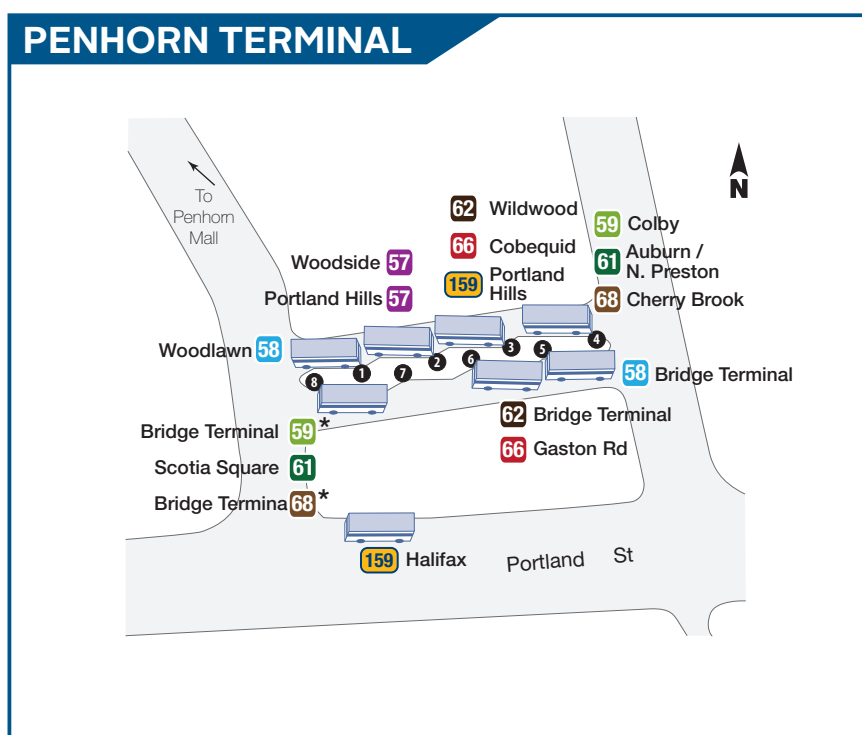 PENHORN TERMINAL
To
Penhorn
Mall
N
62 Wildwood
66 Cobequid
159 Portland
Hills
59 Colby
61 Auburn /
N. Preston
68 Cherry Brook
Woodside 57
Portland Hills 57
Woodlawn 58
1
2
3
4
5
6
7
8
58 Bridge Terminal
62 Bridge Terminal
66 Gaston Rd
Bridge Terminal 59 *
Scotia Square 61
Bridge Termina 68 *
159 Halifax
Portland St